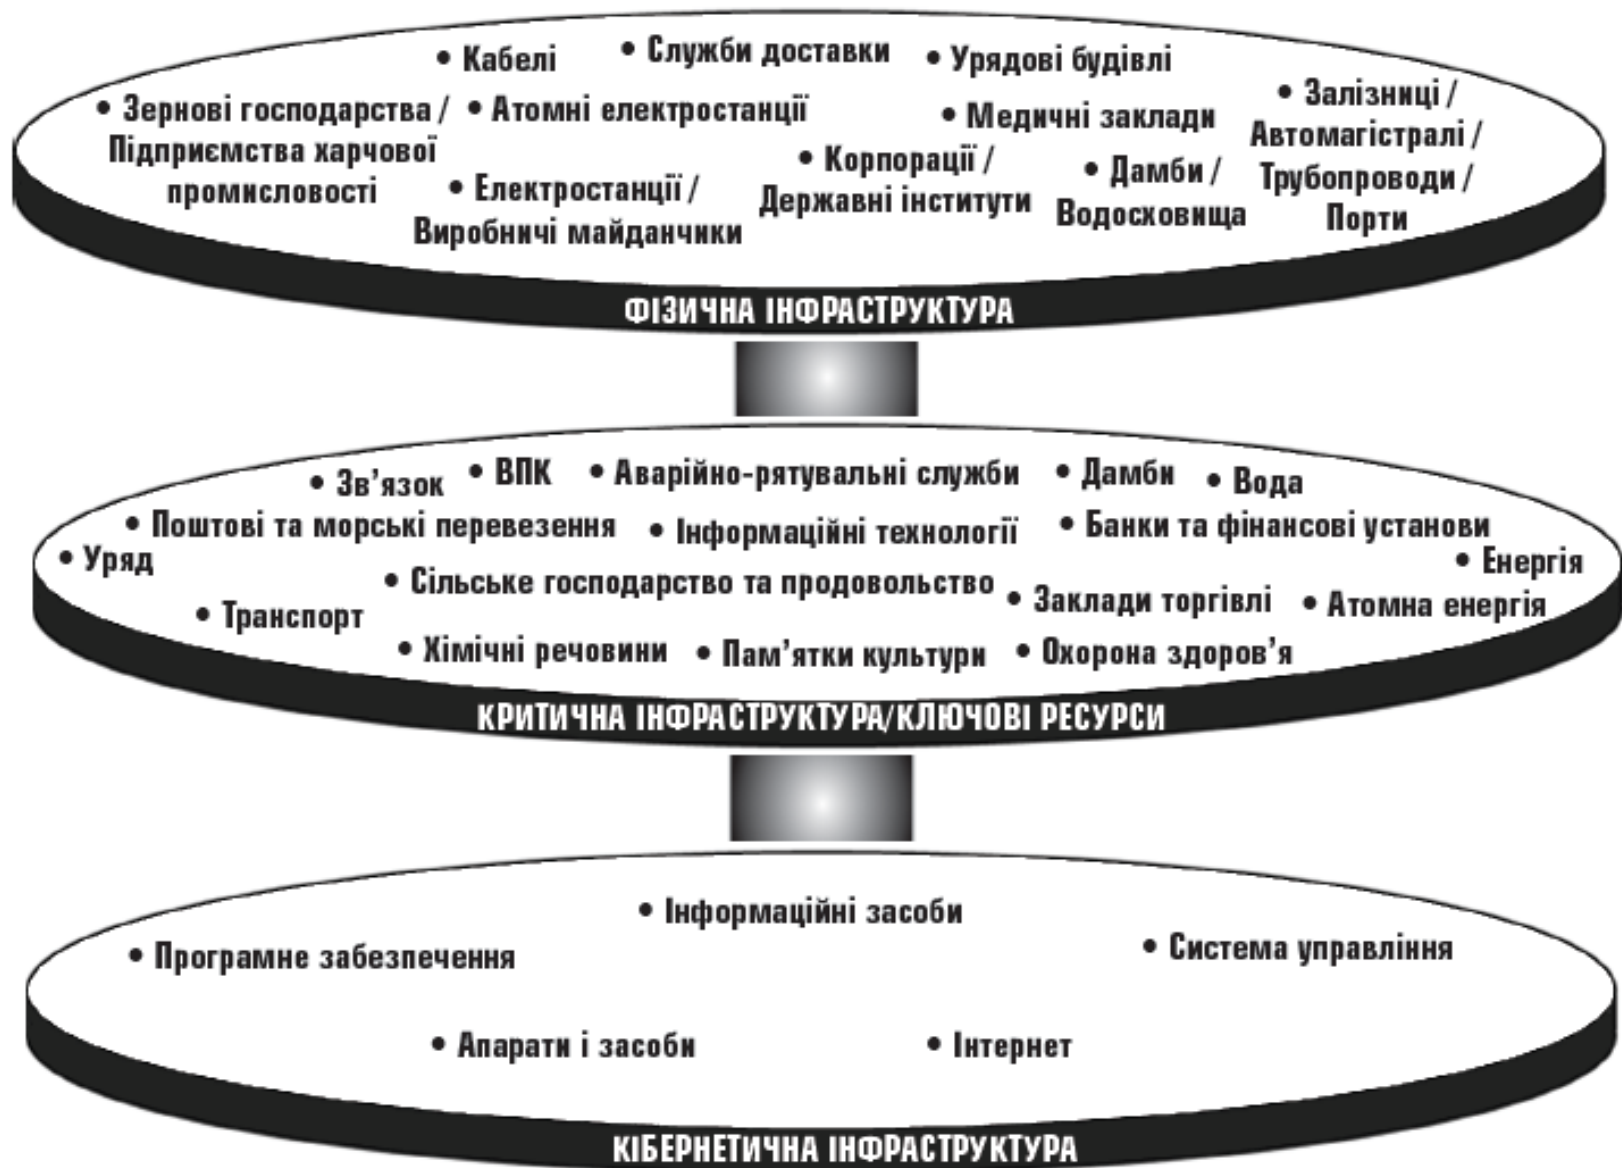 • Кабелі
• Служби доставки
• Урядові будівлі
• Зернові господарства /
Підприємства харчової
промисловості
• Атомні електростанції
• Медичні заклади
• Залізниці /
Автомагістралі /
Трубопроводи /
Порти
• Електростанції /
Виробничі майданчики
• Корпорації /
Державні інститути
• Дамби /
Водосховища
ФІЗИЧНА ІНФРАСТРУКТУРА
• Зв’язок
• ВПК
• Аварійно-рятувальні служби
• Дамби
• Вода
• Поштові та морські перевезення
• Інформаційні технології
• Банки та фінансові установи
• Уряд
• Енергія
• Сільське господарство та продовольство
• Транспорт
• Заклади торгівлі
• Атомна енергія
• Хімічні речовини
• Пам’ятки культури
• Охорона здоров’я
КРИТИЧНА ІНФРАСТРУКТУРА/КЛЮЧОВІ РЕСУРСИ
• Інформаційні засоби
• Програмне забезпечення
• Система управління
• Апарати і засоби
• Інтернет
КІБЕРНЕТИЧНА ІНФРАСТРУКТУРА